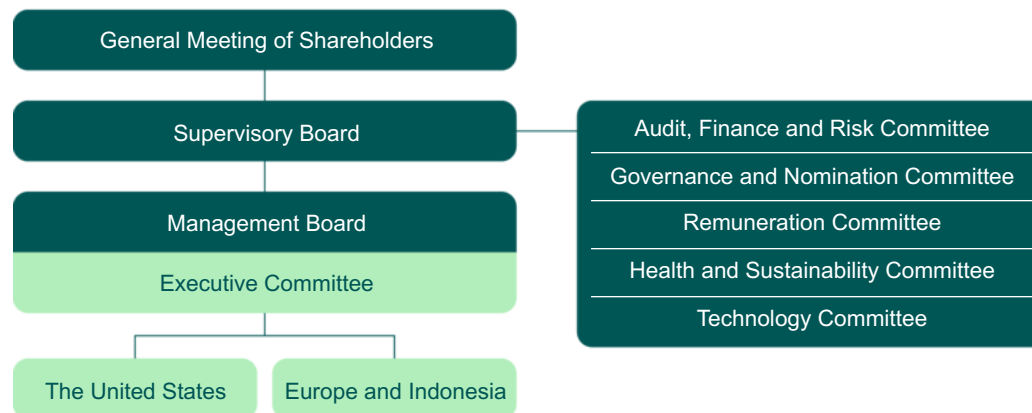 General Meeting of Shareholders
Supervisory Board
Audit, Finance and Risk Committee
Governance and Nomination Committee
Remuneration Committee
Health and Sustainability Committee
Technology Committee
Management Board
Executive Committee
The United States
Europe and Indonesia